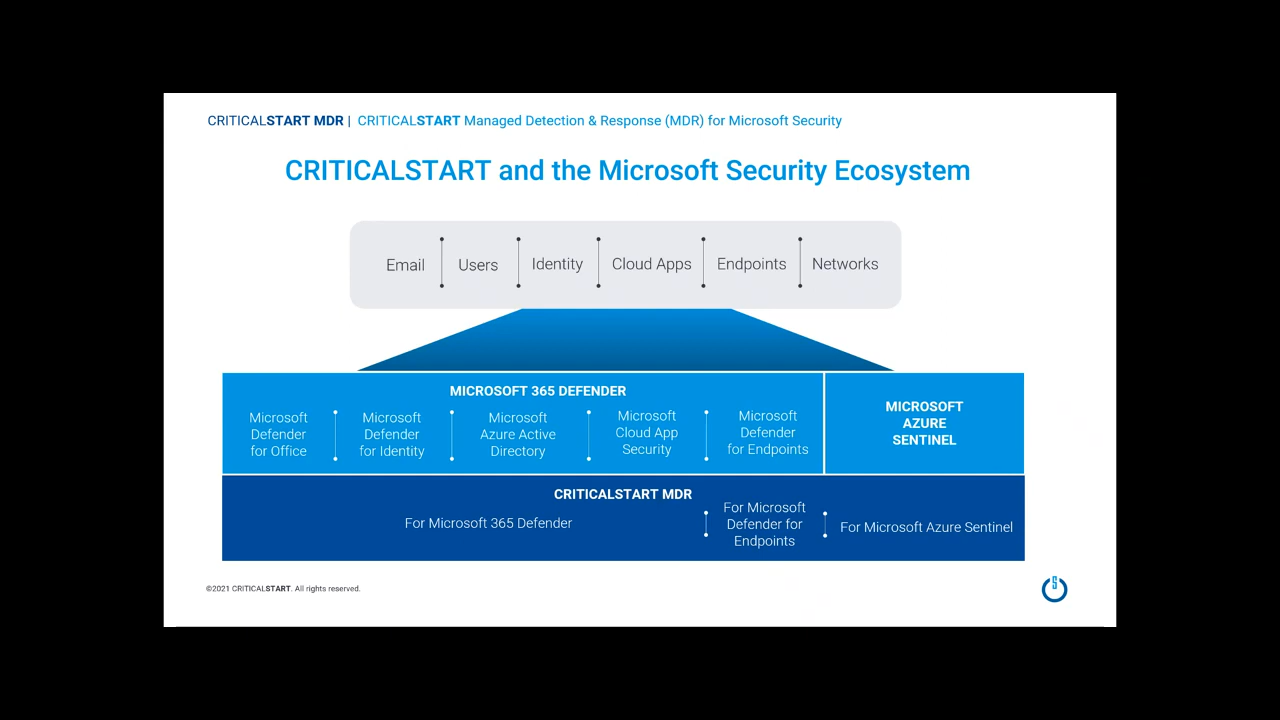 CRITICALSTART MDR | CRITICALSTART Managed Detection & Response (MDR) for Microsoft Security
CRITICALSTART and the Microsoft Security Ecosystem
Email
Users
Identity
Cloud Apps
Endpoints
Networks
MICROSOFT 365 DEFENDER
Microsoft
Defender
for Office
Microsoft
Defender
for Identity
Microsoft
Azure Active
Directory
Microsoft
Cloud App
Security
Microsoft
Defender
for Endpoints
MICROSOFT
AZURE
SENTINEL
CRITICALSTART MDR
For Microsoft 365 Defender
For Microsoft
Defender for
Endpoints
For Microsoft Azure Sentinel
©2021 CRITICALSTART. All rights reserved.